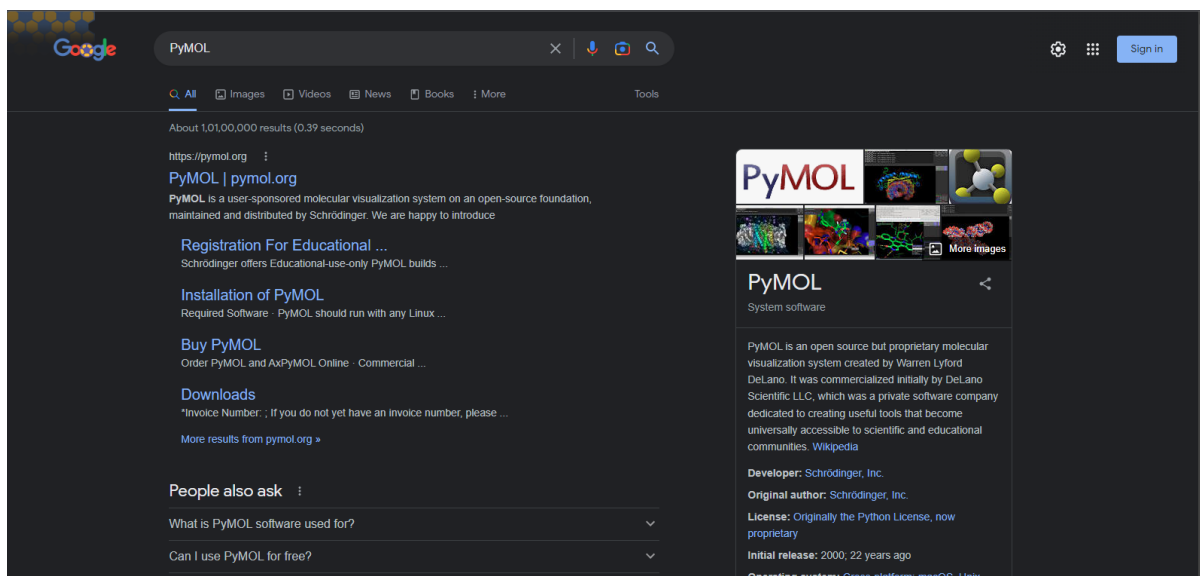 Google
PyMOL
Sign in
All Images Videos News Books More Tools
About 1,01,00,000 results (0.39 seconds)
https://pymol.org
PyMOL | pymol.org
PyMOL is a user-sponsored molecular visualization system on an open-source foundation,
maintained and distributed by Schrödinger. We are happy to introduce
Registration For Educational ...
Schrödinger offers Educational-use-only PyMOL builds ...
Installation of PyMOL
Required Software · PyMOL should run with any Linux ...
Buy PyMOL
Order PyMOL and AxPyMOL Online · Commercial ...
Downloads
*Invoice Number: ; If you do not yet have an invoice number, please ...
More results from pymol.org »
People also ask
What is PyMOL software used for?
Can I use PyMOL for free?
PyMOL
More images
PyMOL
System software
PyMOL is an open source but proprietary molecular
visualization system created by Warren Lyford
DeLano. It was commercialized initially by DeLano
Scientific LLC, which was a private software company
dedicated to creating useful tools that become
universally accessible to scientific and educational
communities. Wikipedia
Developer: Schrödinger, Inc.
Original author: Schrödinger, Inc.
License: Originally the Python License, now
proprietary
Initial release: 2000; 22 years ago
Operating system: Cross-platform: macOS, Unix,